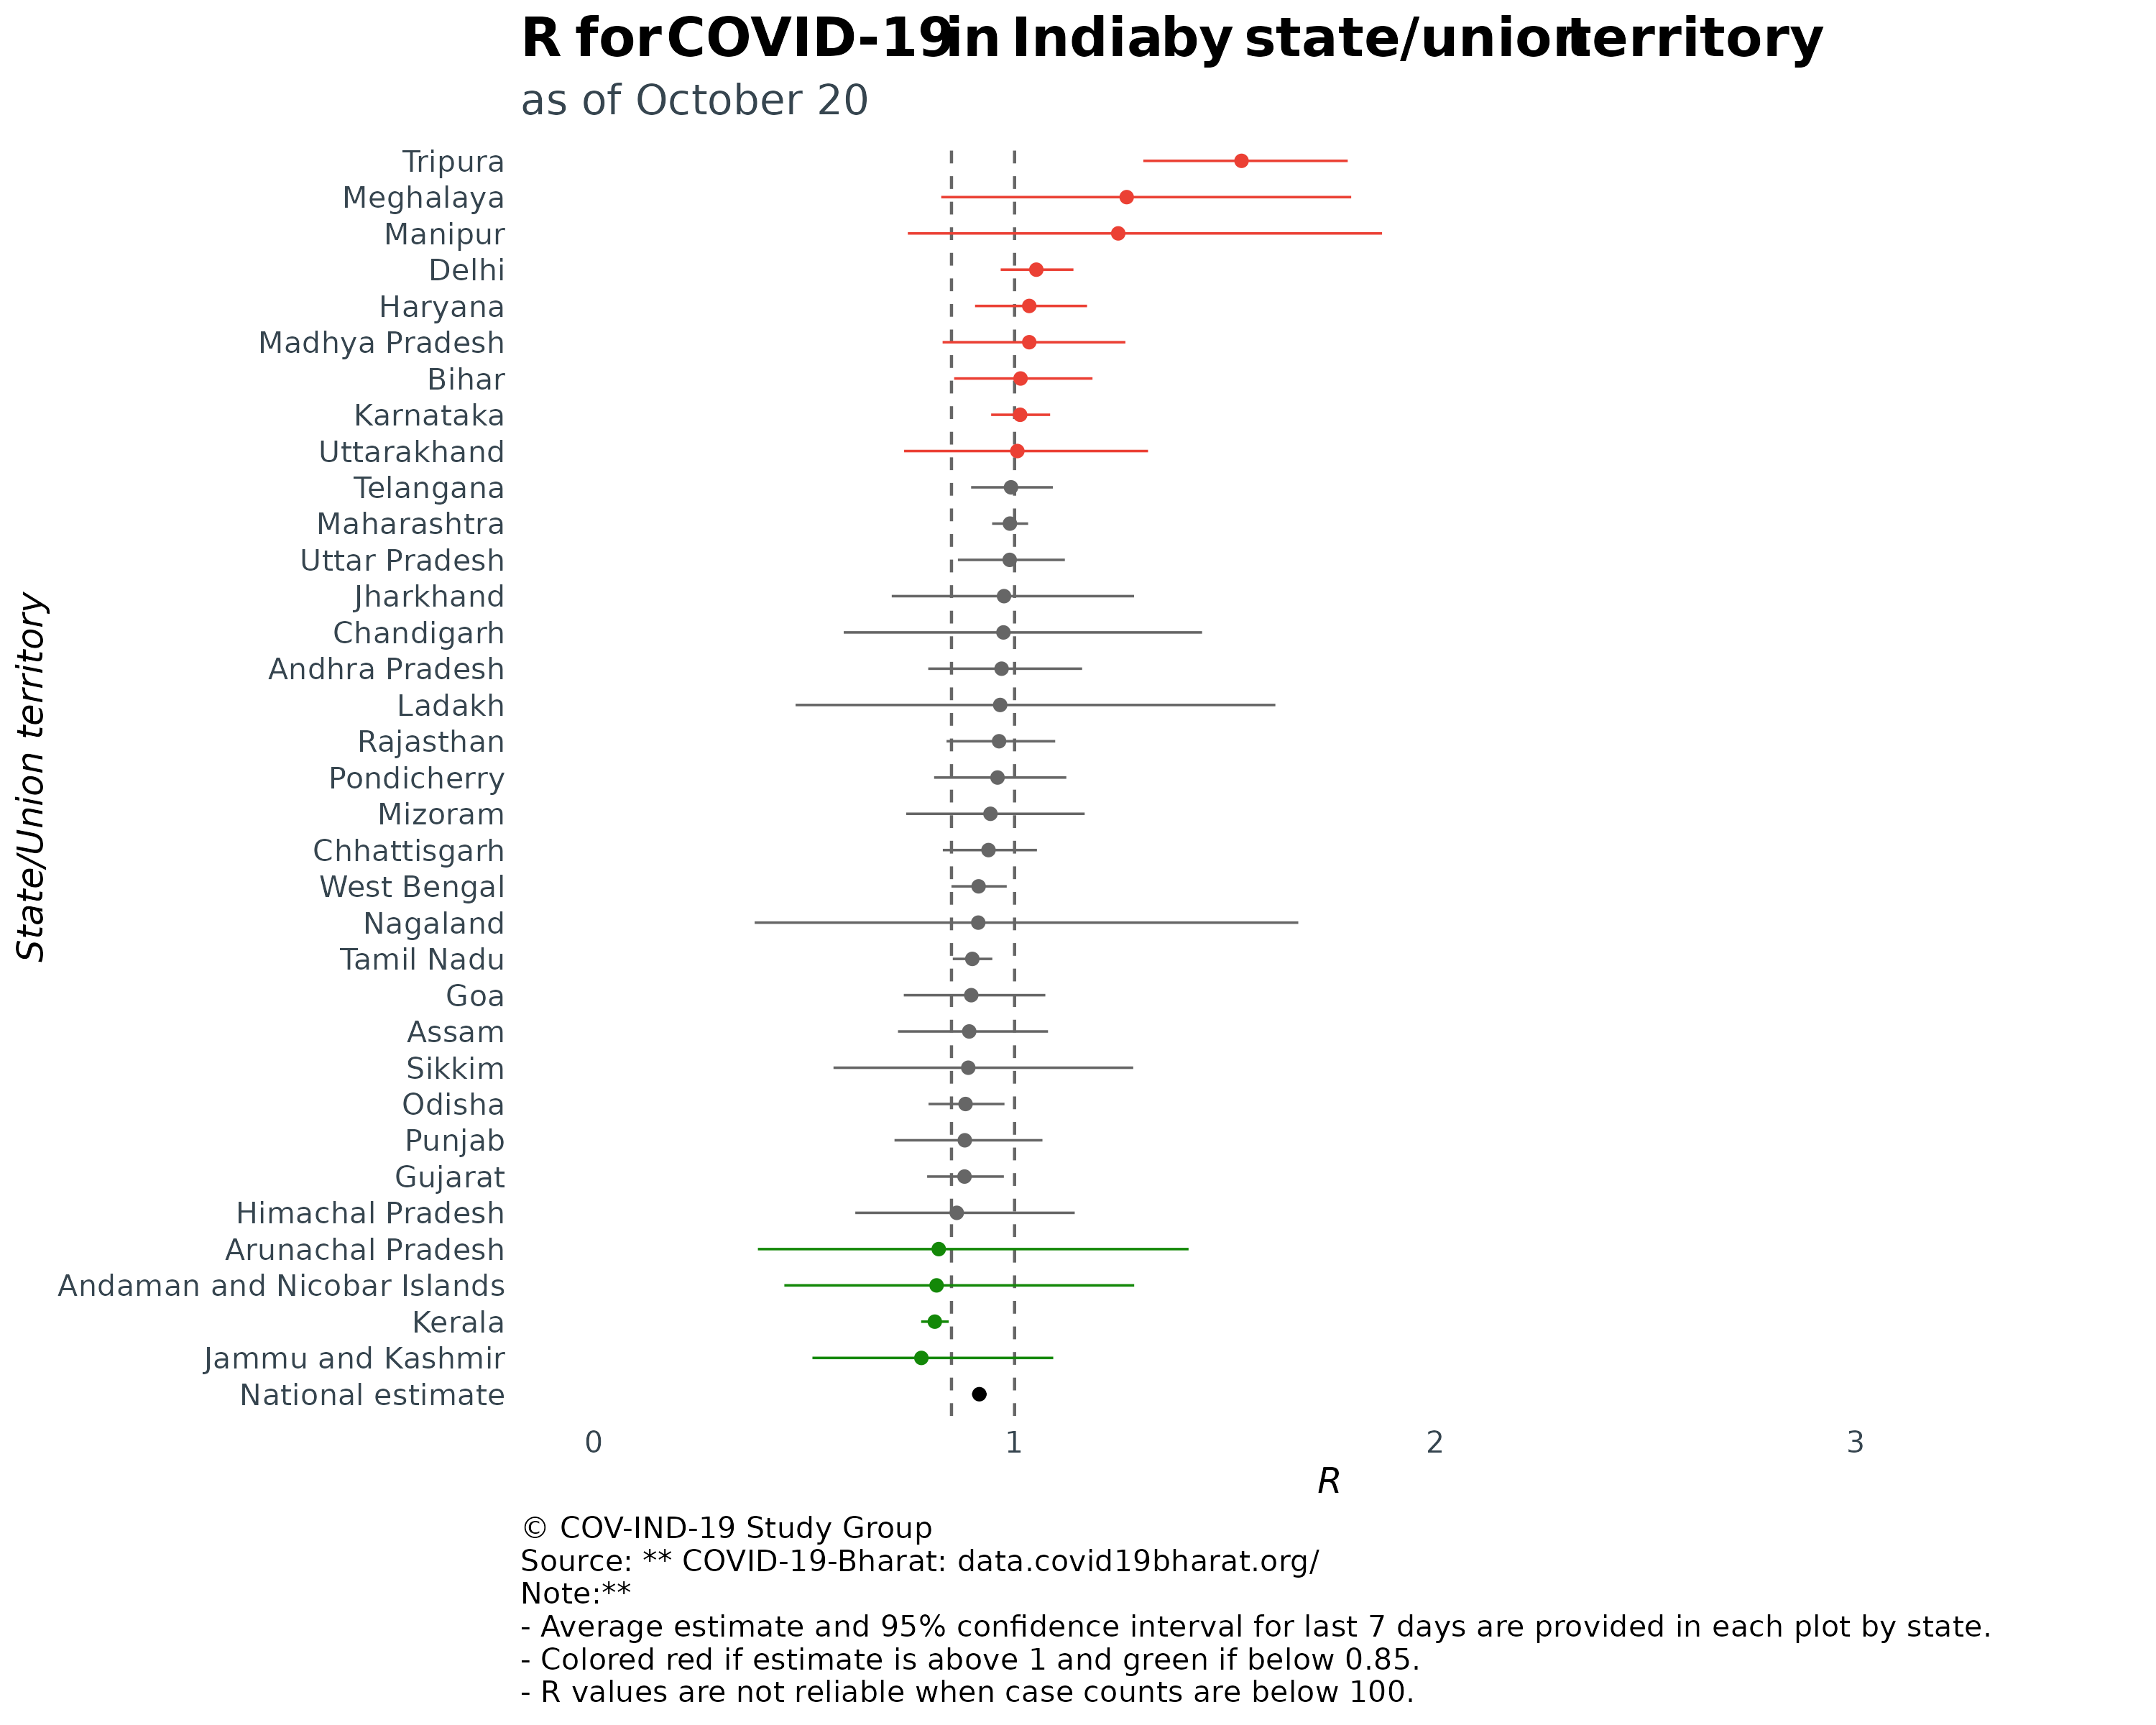 R for COVID-19 in India by state/union territory
as of October 20
Tripura
Meghalaya
Manipur
Delhi
Haryana
Madhya Pradesh
Bihar
Karnataka
Uttarakhand
Telangana
Maharashtra
Uttar Pradesh
Jharkhand
Chandigarh
Andhra Pradesh
Ladakh
Rajasthan
Pondicherry
Mizoram
Chhattisgarh
West Bengal
Nagaland
Tamil Nadu
Goa
Assam
Sikkim
Odisha
Punjab
Gujarat
Himachal Pradesh
Arunachal Pradesh
Andaman and Nicobar Islands
Kerala
Jammu and Kashmir
National estimate
State/Union territory
0 1 2 3
R
© COV-IND-19 Study Group
Source: ** COVID-19-Bharat: data.covid19bharat.org/
Note:**
- Average estimate and 95% confidence interval for last 7 days are provided in each plot by state.
- Colored red if estimate is above 1 and green if below 0.85.
- R values are not reliable when case counts are below 100.